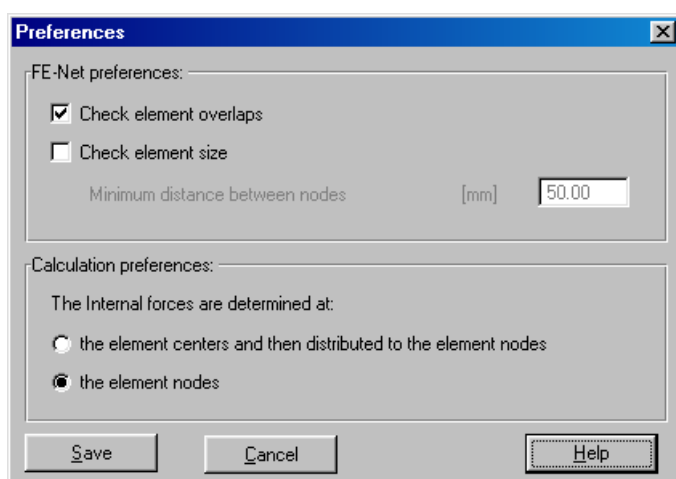 Preferences
FE-Net preferences:
Check element overlaps
Check element size
Minimum distance between nodes [mm] 50.00
Calculation preferences:
The Internal forces are determined at:
the element centers and then distributed to the element nodes
the element nodes
Save Cancel Help